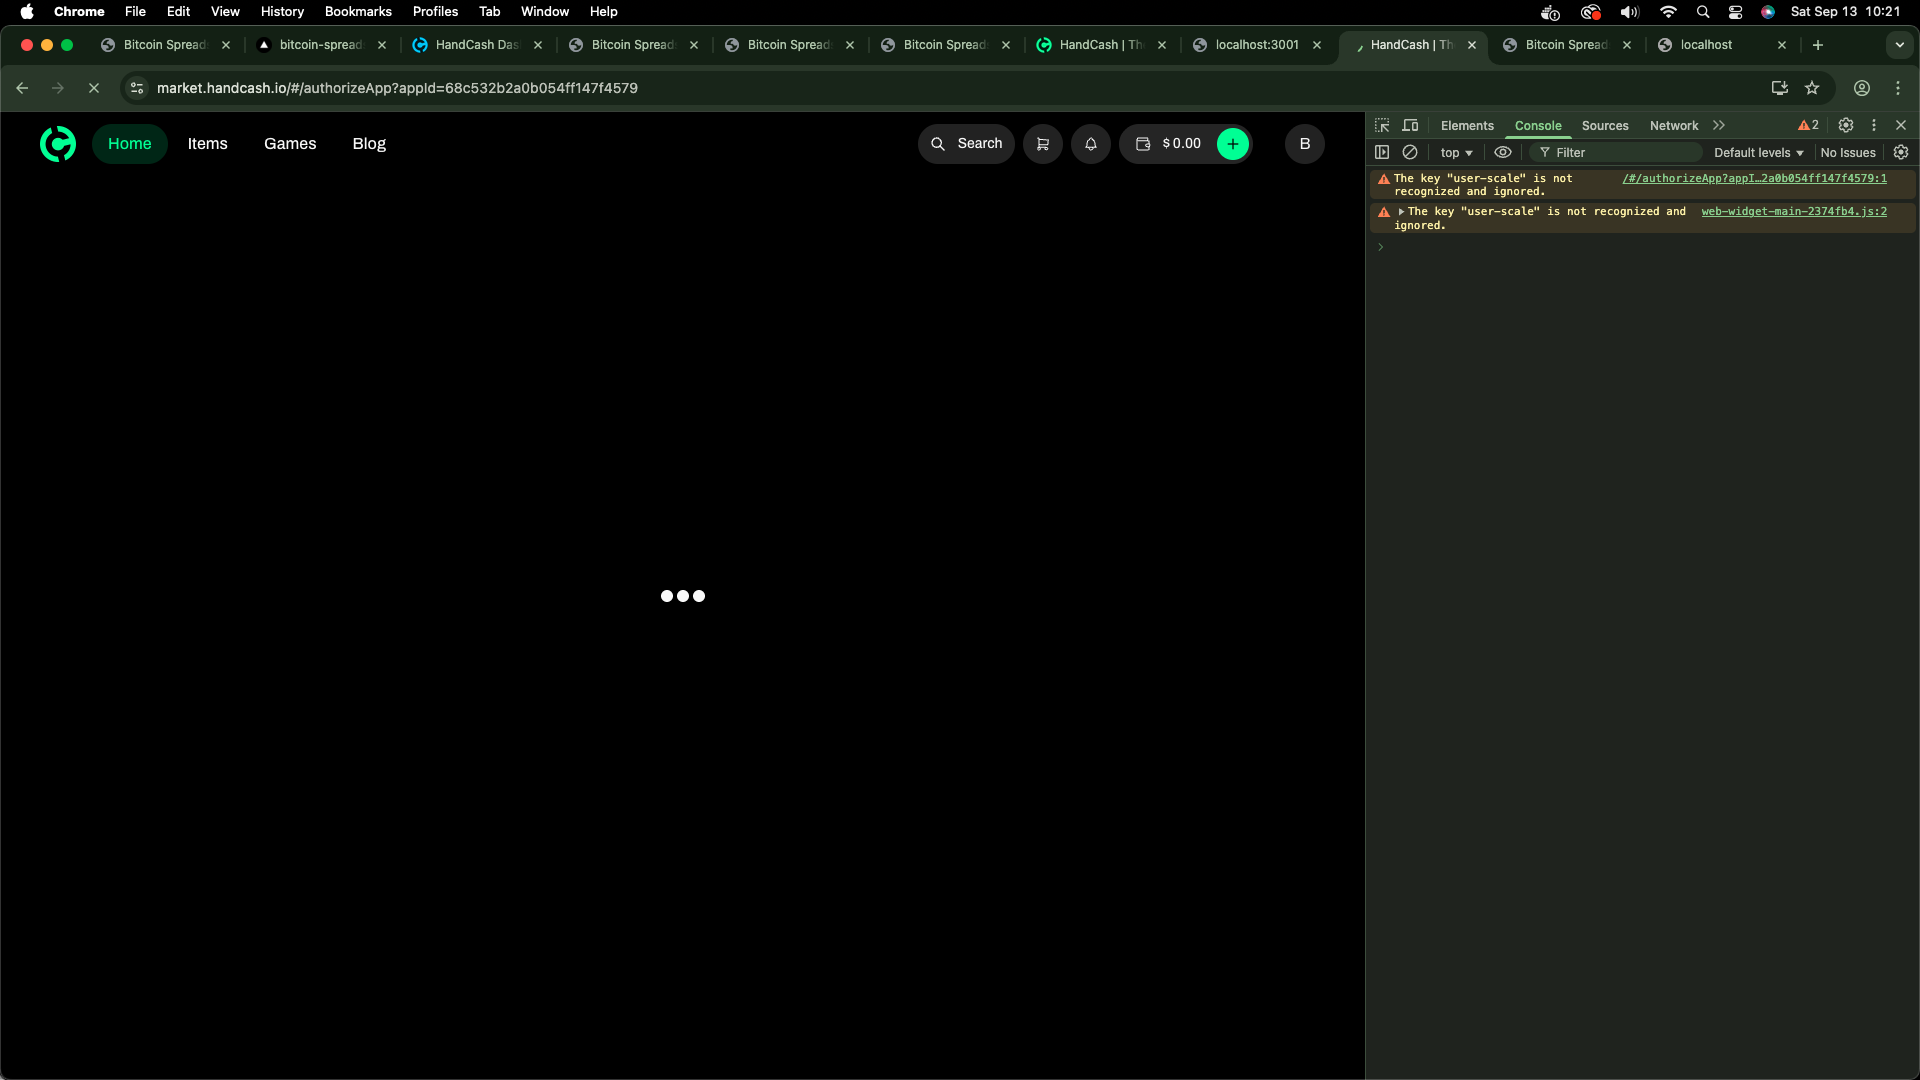 Chrome File Edit View History Bookmarks Profiles Tab Window Help Sat Sep 13 10:21
Bitcoin Spread bitcoin-spread HandCash Das Bitcoin Spread Bitcoin Spread Bitcoin Spread HandCash | Th localhost:3001 HandCash | Th Bitcoin Spread localhost
market.handcash.io/#/authorizeApp?appId=68c532b2a0b054ff147f4579
Home Items Games Blog Search $ 0.00 B
Elements Console Sources Network 2
top Filter Default levels No Issues
The key "user-scale" is not /#/authorizeApp?appI…2a0b054ff147f4579:1
recognized and ignored.
The key "user-scale" is not recognized and web-widget-main-2374fb4.js:2
ignored.